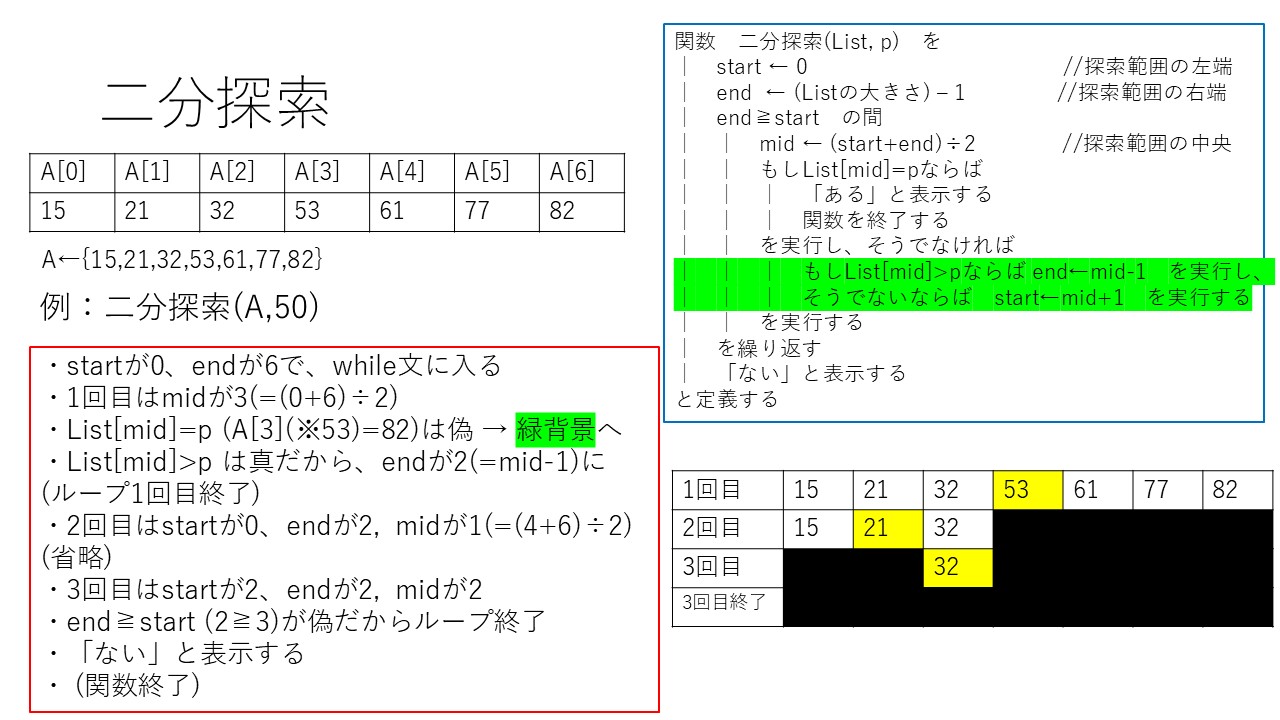 二分探索
A[0] A[1] A[2] A[3] A[4] A[5] A[6]
15 21 32 53 61 77 82
A←{15,21,32,53,61,77,82}
例：二分探索(A,50)
・startが0、endが6で、while文に入る
・1回目はmidが3(=(0+6)÷2)
・List[mid]=p (A[3](※53)=82)は偽 → 緑背景へ
・List[mid]>p は真だから、endが2(=mid-1)に
(ループ1回目終了)
・2回目はstartが0、endが2, midが1(=(4+6)÷2)
(省略)
・3回目はstartが2、endが2, midが2
・end≧start (2≧3)が偽だからループ終了
・「ない」と表示する
・ (関数終了)
関数　二分探索(List, p)　を
｜　start ← 0　//探索範囲の左端
｜　end ← (Listの大きさ) – 1　//探索範囲の右端
｜　end≧start　の間
｜　｜　mid ← (start+end)÷2　//探索範囲の中央
｜　｜　もしList[mid]=pならば
｜　｜　｜　「ある」と表示する
｜　｜　｜　関数を終了する
｜　｜　を実行し、そうでなければ
｜　｜　｜　もしList[mid]>pならば end←mid-1　を実行し、
｜　｜　｜　そうでないならば　start←mid+1　を実行する
｜　｜　を実行する
｜　を繰り返す
｜　「ない」と表示する
と定義する
1回目 15 21 32 53 61 77 82
2回目 15 21 32
3回目 32
3回目終了